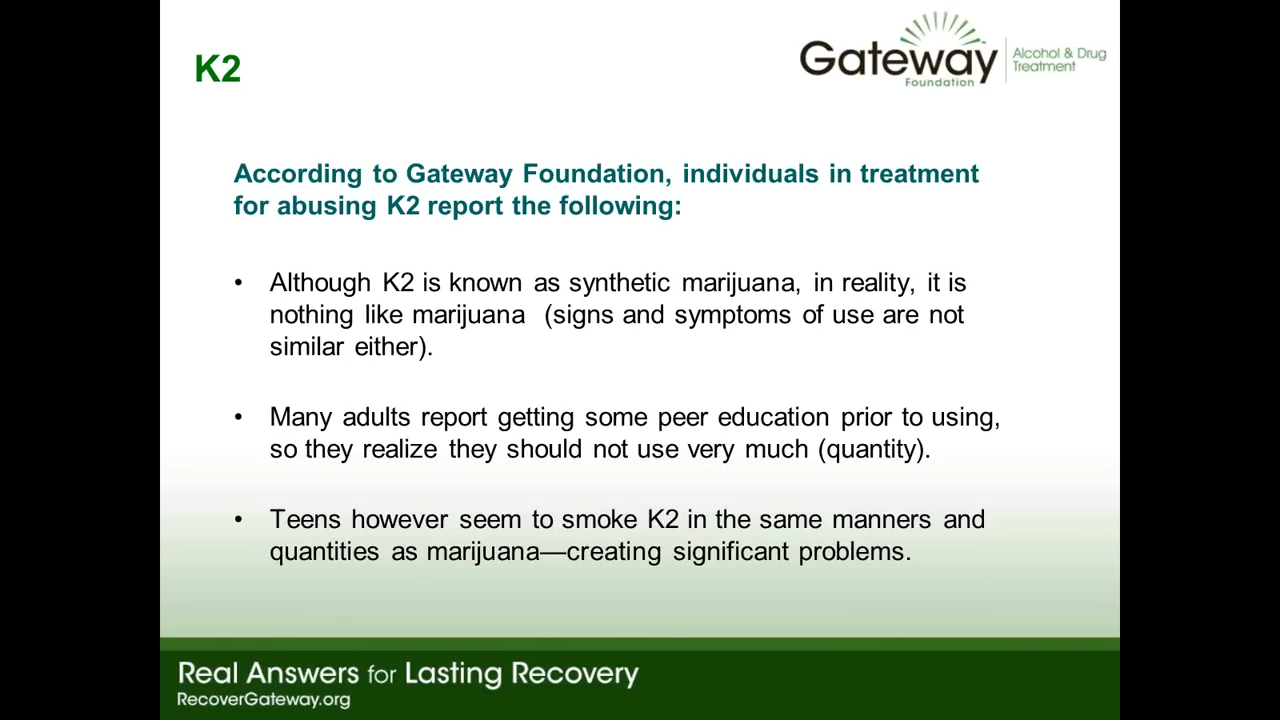 K2
Gateway
Foundation
Alcohol & Drug
Treatment
According to Gateway Foundation, individuals in treatment
for abusing K2 report the following:
• Although K2 is known as synthetic marijuana, in reality, it is
nothing like marijuana (signs and symptoms of use are not
similar either).
• Many adults report getting some peer education prior to using,
so they realize they should not use very much (quantity).
• Teens however seem to smoke K2 in the same manners and
quantities as marijuana—creating significant problems.
Real Answers for Lasting Recovery
RecoverGateway.org